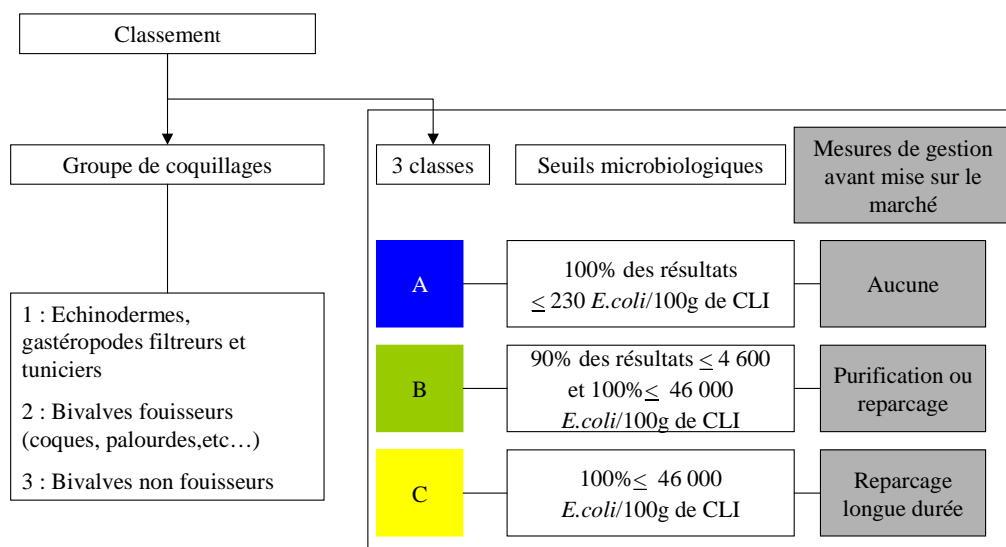 Classement
Groupe de coquillages
3 classes
Seuils microbiologiques
Mesures de gestion
avant mise sur le
marché
1 : Echinodermes,
gastéropodes filtreurs et
tuniciers
2 : Bivalves fouisseurs
(coques, palourdes,etc…)
3 : Bivalves non fouisseurs
A
100% des résultats
≤ 230 E.coli/100g de CLI
Aucune
B
90% des résultats ≤ 4 600
et 100%≤ 46 000
E.coli/100g de CLI
Purification ou
reparcage
C
100%≤ 46 000
E.coli/100g de CLI
Reparcage
longue durée